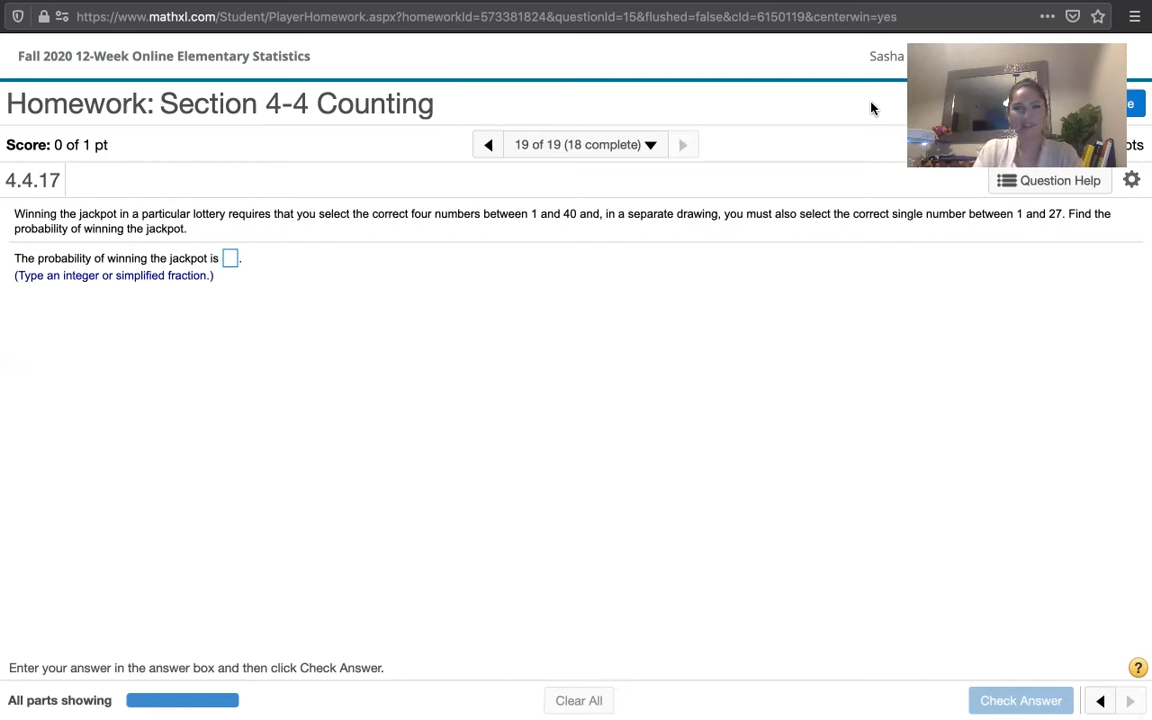 https://www.mathxl.com/Student/PlayerHomework.aspx?homeworkId=573381824&questionId=15&flushed=false&cId=6150119&centerwin=yes
Fall 2020 12-Week Online Elementary Statistics
Sasha
Homework: Section 4-4 Counting
Score: 0 of 1 pt
19 of 19 (18 complete)
4.4.17
Question Help
Winning the jackpot in a particular lottery requires that you select the correct four numbers between 1 and 40 and, in a separate drawing, you must also select the correct single number between 1 and 27. Find the
probability of winning the jackpot.
The probability of winning the jackpot is .
(Type an integer or simplified fraction.)
Enter your answer in the answer box and then click Check Answer.
?
All parts showing
Clear All
Check Answer